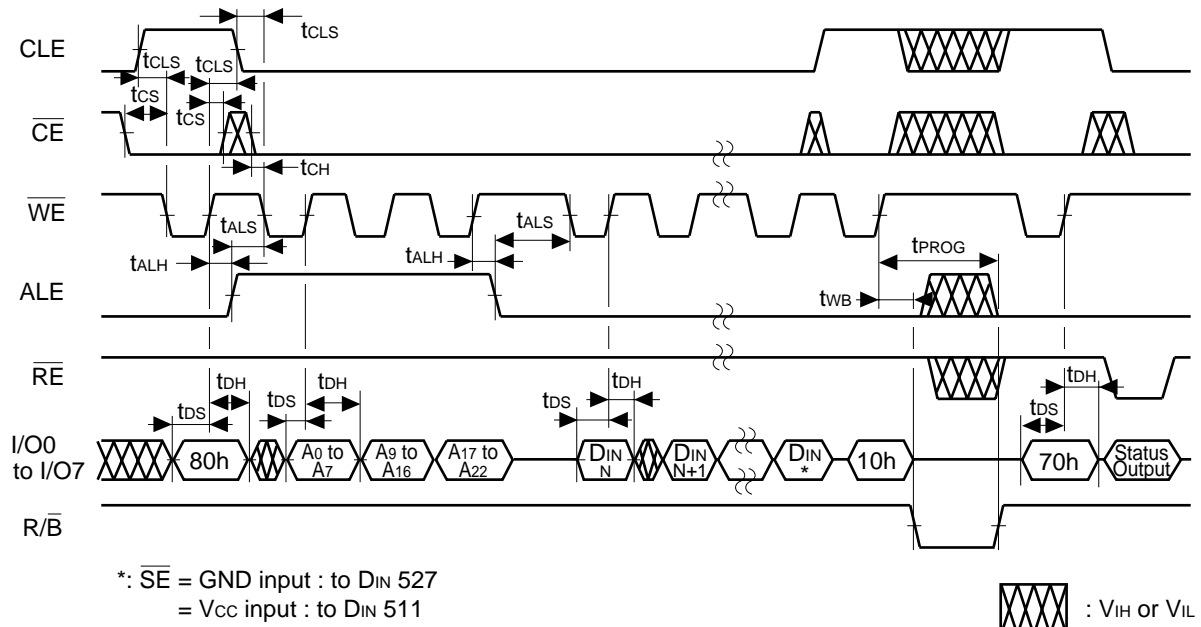 CLE
tCLS
tCLS tCLS
tCS
tCS
CE
tCH
WE
tALS tALS
tALH tALH
tPROG
ALE
tWB
RE
tDH tDH tDH tDH
tDS tDS tDS tDS
I/O0
to I/O7
80h
A0 to
A7
A9 to
A16
A17 to
A22
DIN
N
DIN
N+1
DIN
*
10h
70h
Status
Output
R/B
*: SE = GND input : to DIN 527
= VCC input : to DIN 511
: VIH or VIL